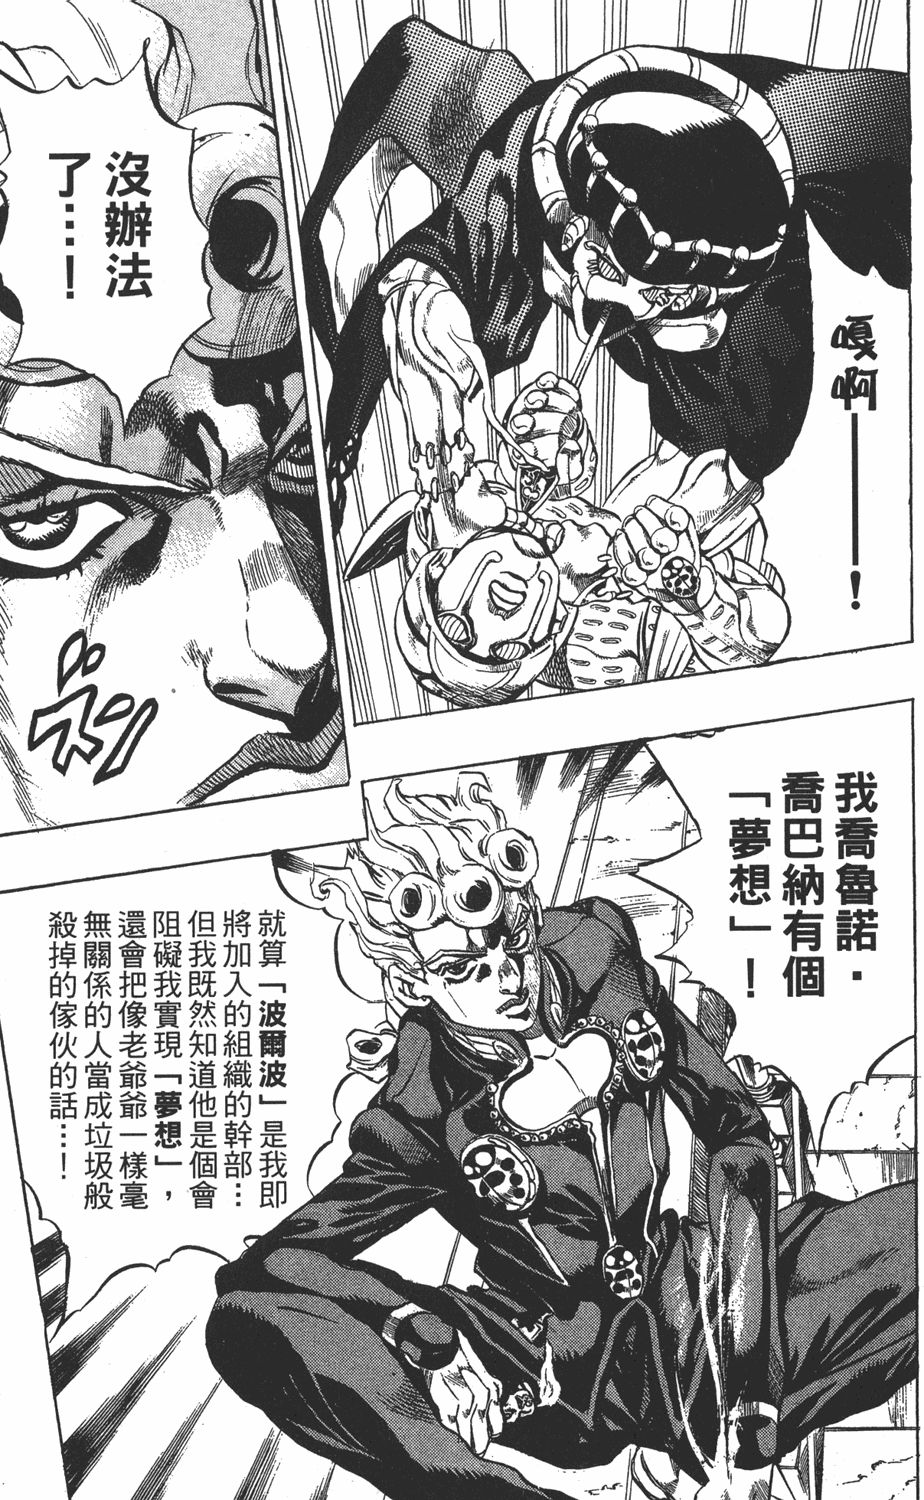 嘎啊——！
沒辦法
了…！
我喬魯諾·
喬巴納有個
「夢想」！
就算「波爾波」是我即
將加入的組織的幹部…
但我既然知道他是個會
阻礙我實現「夢想」，
還會把像老爺爺一樣毫
無關係的人當成垃圾般
殺掉的傢伙的話…！